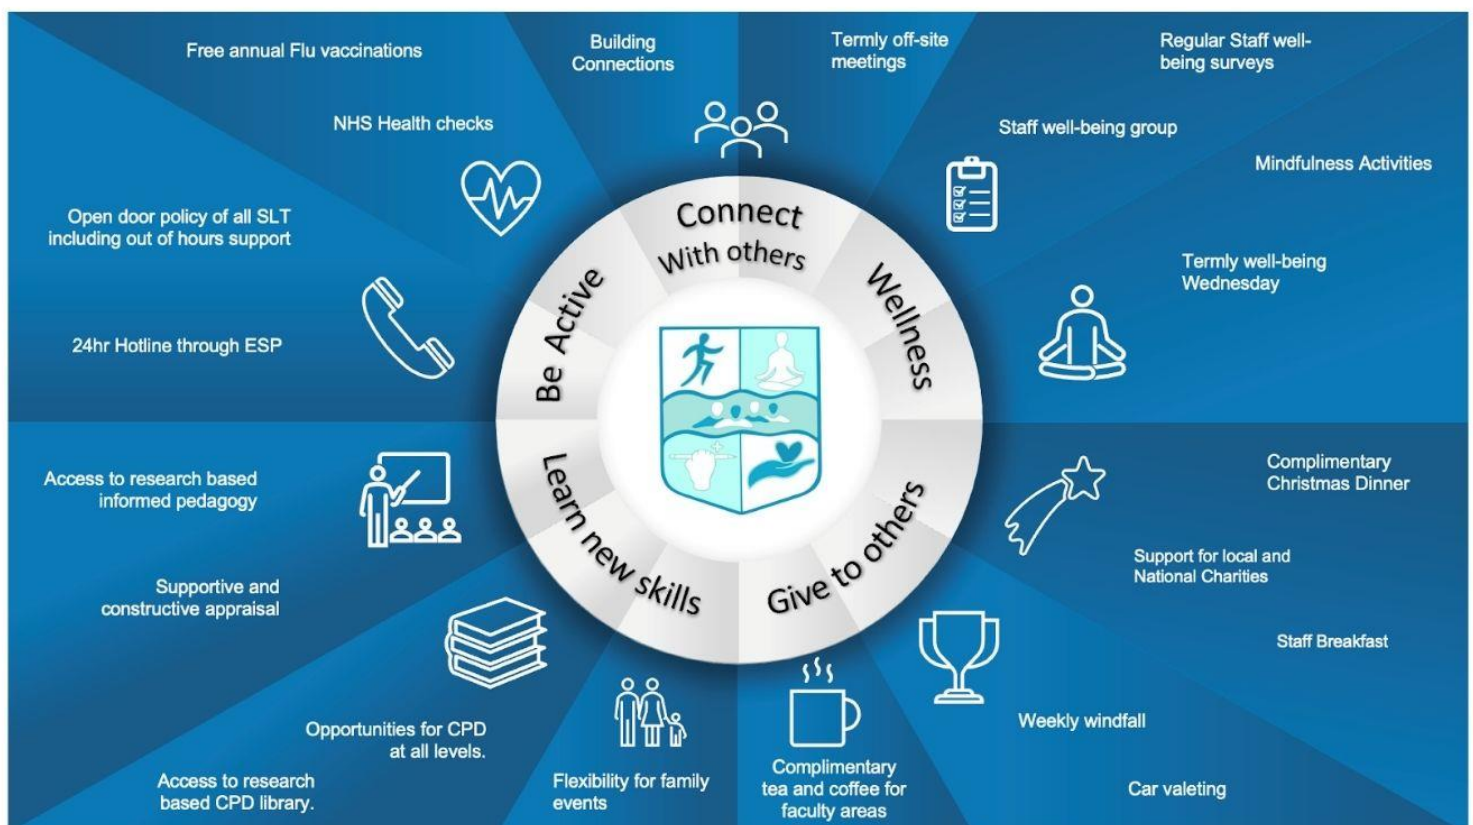 Free annual Flu vaccinations
Building
Connections
Termly off-site
meetings
Regular Staff well-
being surveys
NHS Health checks
Staff well-being group
Mindfulness Activities
Open door policy of all SLT
including out of hours support
Termly well-being
Wednesday
24hr Hotline through ESP
Connect
With others
Be Active
Wellness
Learn new skills
Give to others
Access to research based
informed pedagogy
Complimentary
Christmas Dinner
Supportive and
constructive appraisal
Support for local and
National Charities
Staff Breakfast
Opportunities for CPD
at all levels.
Weekly windfall
Access to research
based CPD library.
Flexibility for family
events
Complimentary
tea and coffee for
faculty areas
Car valeting